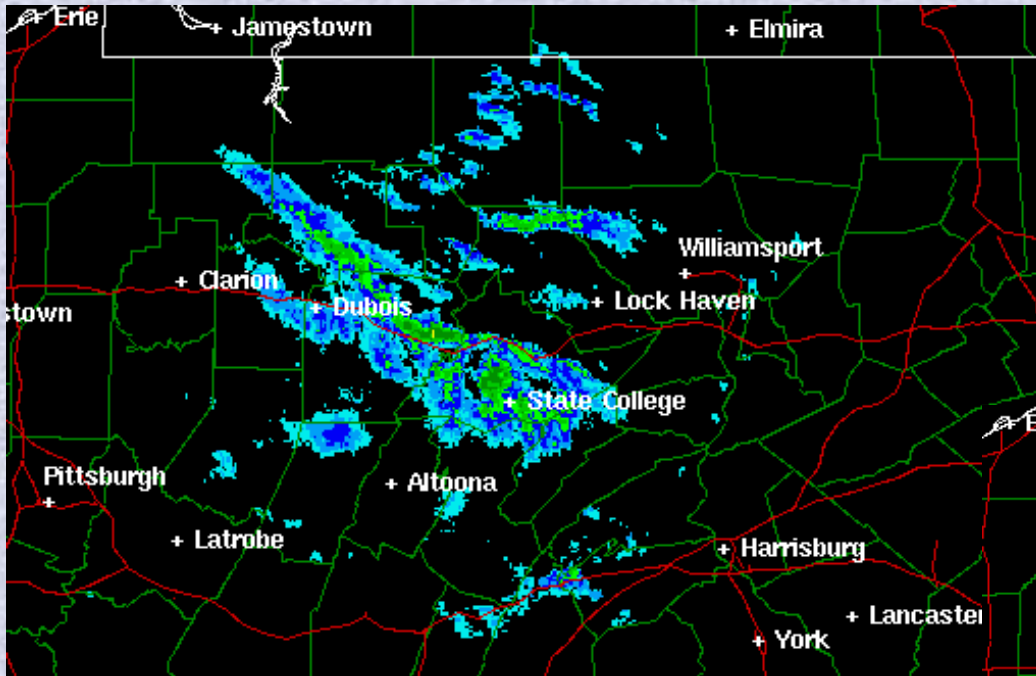 Erie
Jamestown
Elmira
Williamsport
Clarion
Lock Haven
stown
Dubois
State College
Pittsburgh
Altoona
E
Latrobe
Harrisburg
Lancaster
York